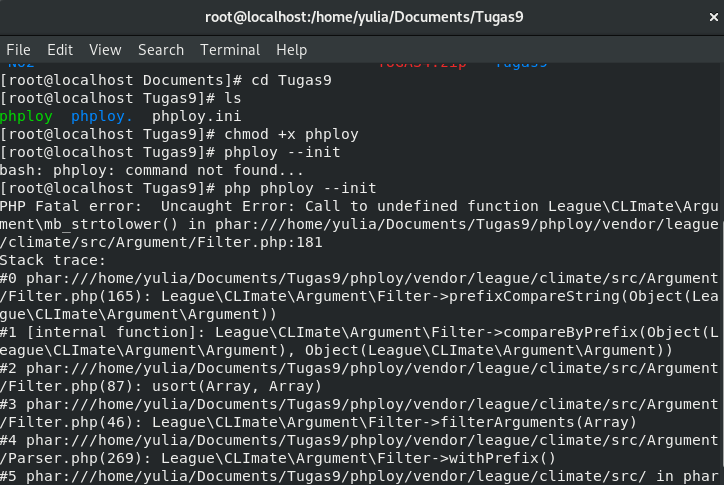 root@localhost:/home/yulia/Documents/Tugas9
File Edit View Search Terminal Help
No2 TUGAS4.zip Tugas9
[root@localhost Documents]# cd Tugas9
[root@localhost Tugas9]# ls
phploy phploy. phploy.ini
[root@localhost Tugas9]# chmod +x phploy
[root@localhost Tugas9]# phploy --init
bash: phploy: command not found...
[root@localhost Tugas9]# php phploy --init
PHP Fatal error:  Uncaught Error: Call to undefined function League\CLImate\Argu
ment\mb_strtolower() in phar:///home/yulia/Documents/Tugas9/phploy/vendor/league
/climate/src/Argument/Filter.php:181
Stack trace:
#0 phar:///home/yulia/Documents/Tugas9/phploy/vendor/league/climate/src/Argument
/Filter.php(165): League\CLImate\Argument\Filter->prefixCompareString(Object(Lea
gue\CLImate\Argument\Argument))
#1 [internal function]: League\CLImate\Argument\Filter->compareByPrefix(Object(L
eague\CLImate\Argument\Argument), Object(League\CLImate\Argument\Argument))
#2 phar:///home/yulia/Documents/Tugas9/phploy/vendor/league/climate/src/Argument
/Filter.php(87): usort(Array, Array)
#3 phar:///home/yulia/Documents/Tugas9/phploy/vendor/league/climate/src/Argument
/Filter.php(46): League\CLImate\Argument\Filter->filterArguments(Array)
#4 phar:///home/yulia/Documents/Tugas9/phploy/vendor/league/climate/src/Argument
/Parser.php(269): League\CLImate\Argument\Filter->withPrefix()
#5 phar:///home/yulia/Documents/Tugas9/phploy/vendor/league/climate/src/ in phar